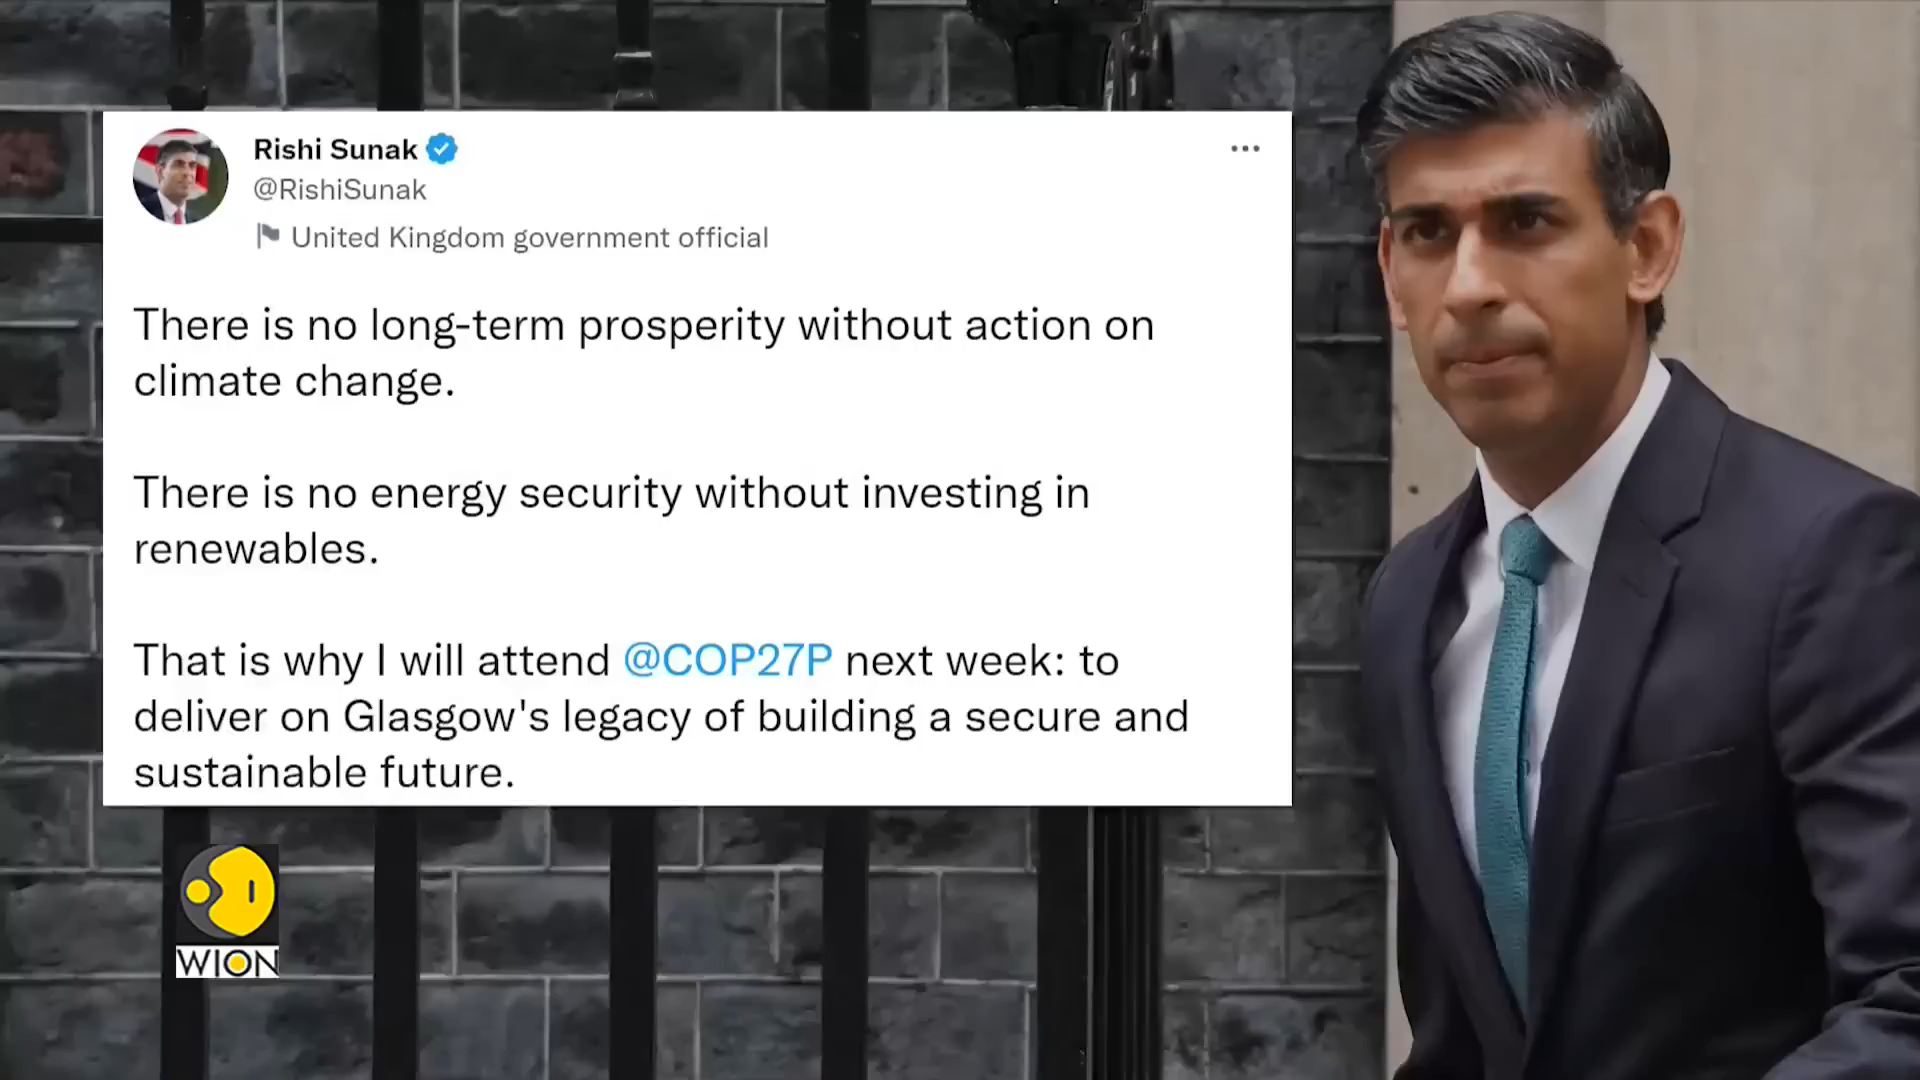 Rishi Sunak
@RishiSunak
United Kingdom government official
There is no long-term prosperity without action on
climate change.
There is no energy security without investing in
renewables.
That is why I will attend @COP27P next week: to
deliver on Glasgow's legacy of building a secure and
sustainable future.
WION